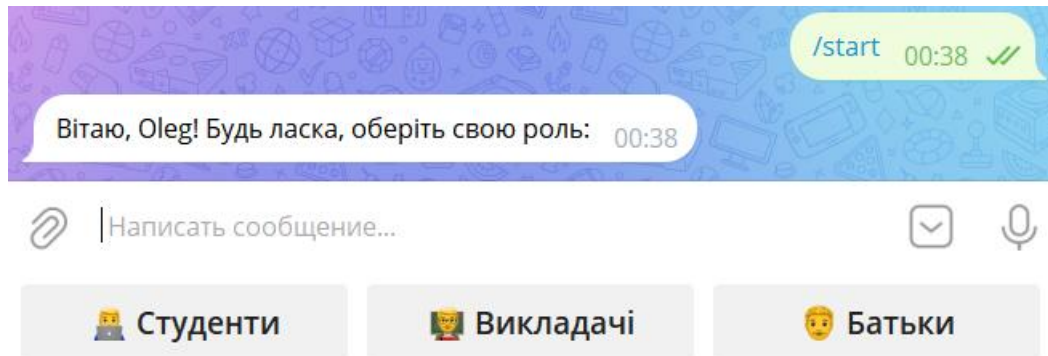 /start 00:38
Вітаю, Oleg! Будь ласка, оберіть свою роль: 00:38
Написать сообщение...
Студенти Викладачі Батьки